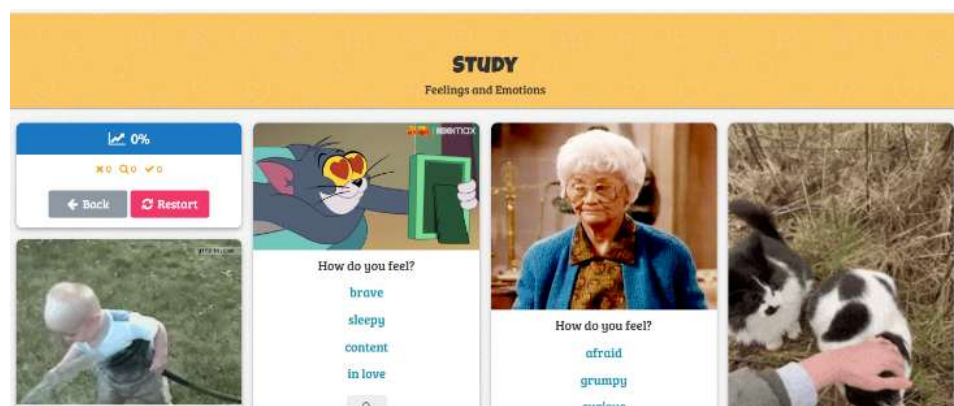 STUDY
Feelings and Emotions
0%
0 0 0
Back Restart
HBOmax
How do you feel?
brave
sleepy
content
in love
How do you feel?
afraid
grumpy